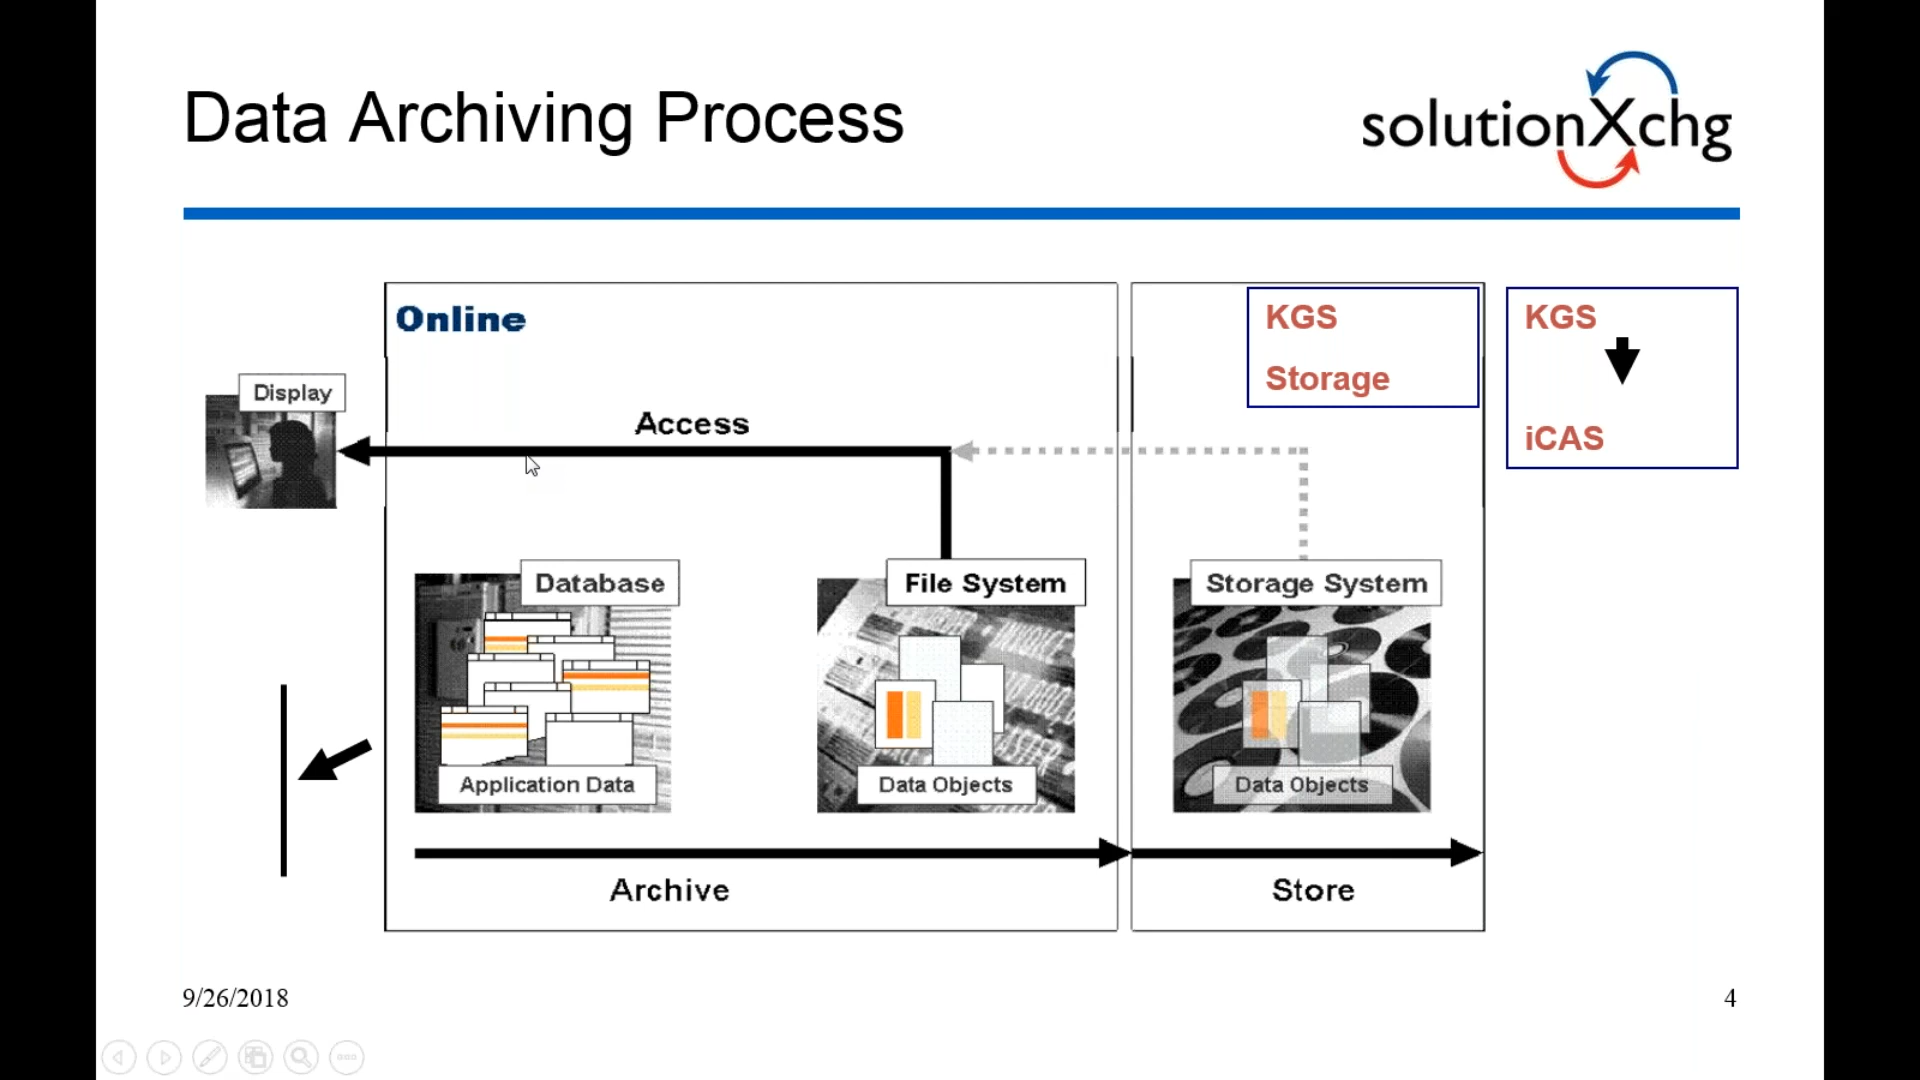 Data Archiving Process
solutionXchg
Online
KGS
Storage
KGS
iCAS
Display
Access
Database
File System
Storage System
Application Data
Data Objects
Data Objects
Archive
Store
9/26/2018
4